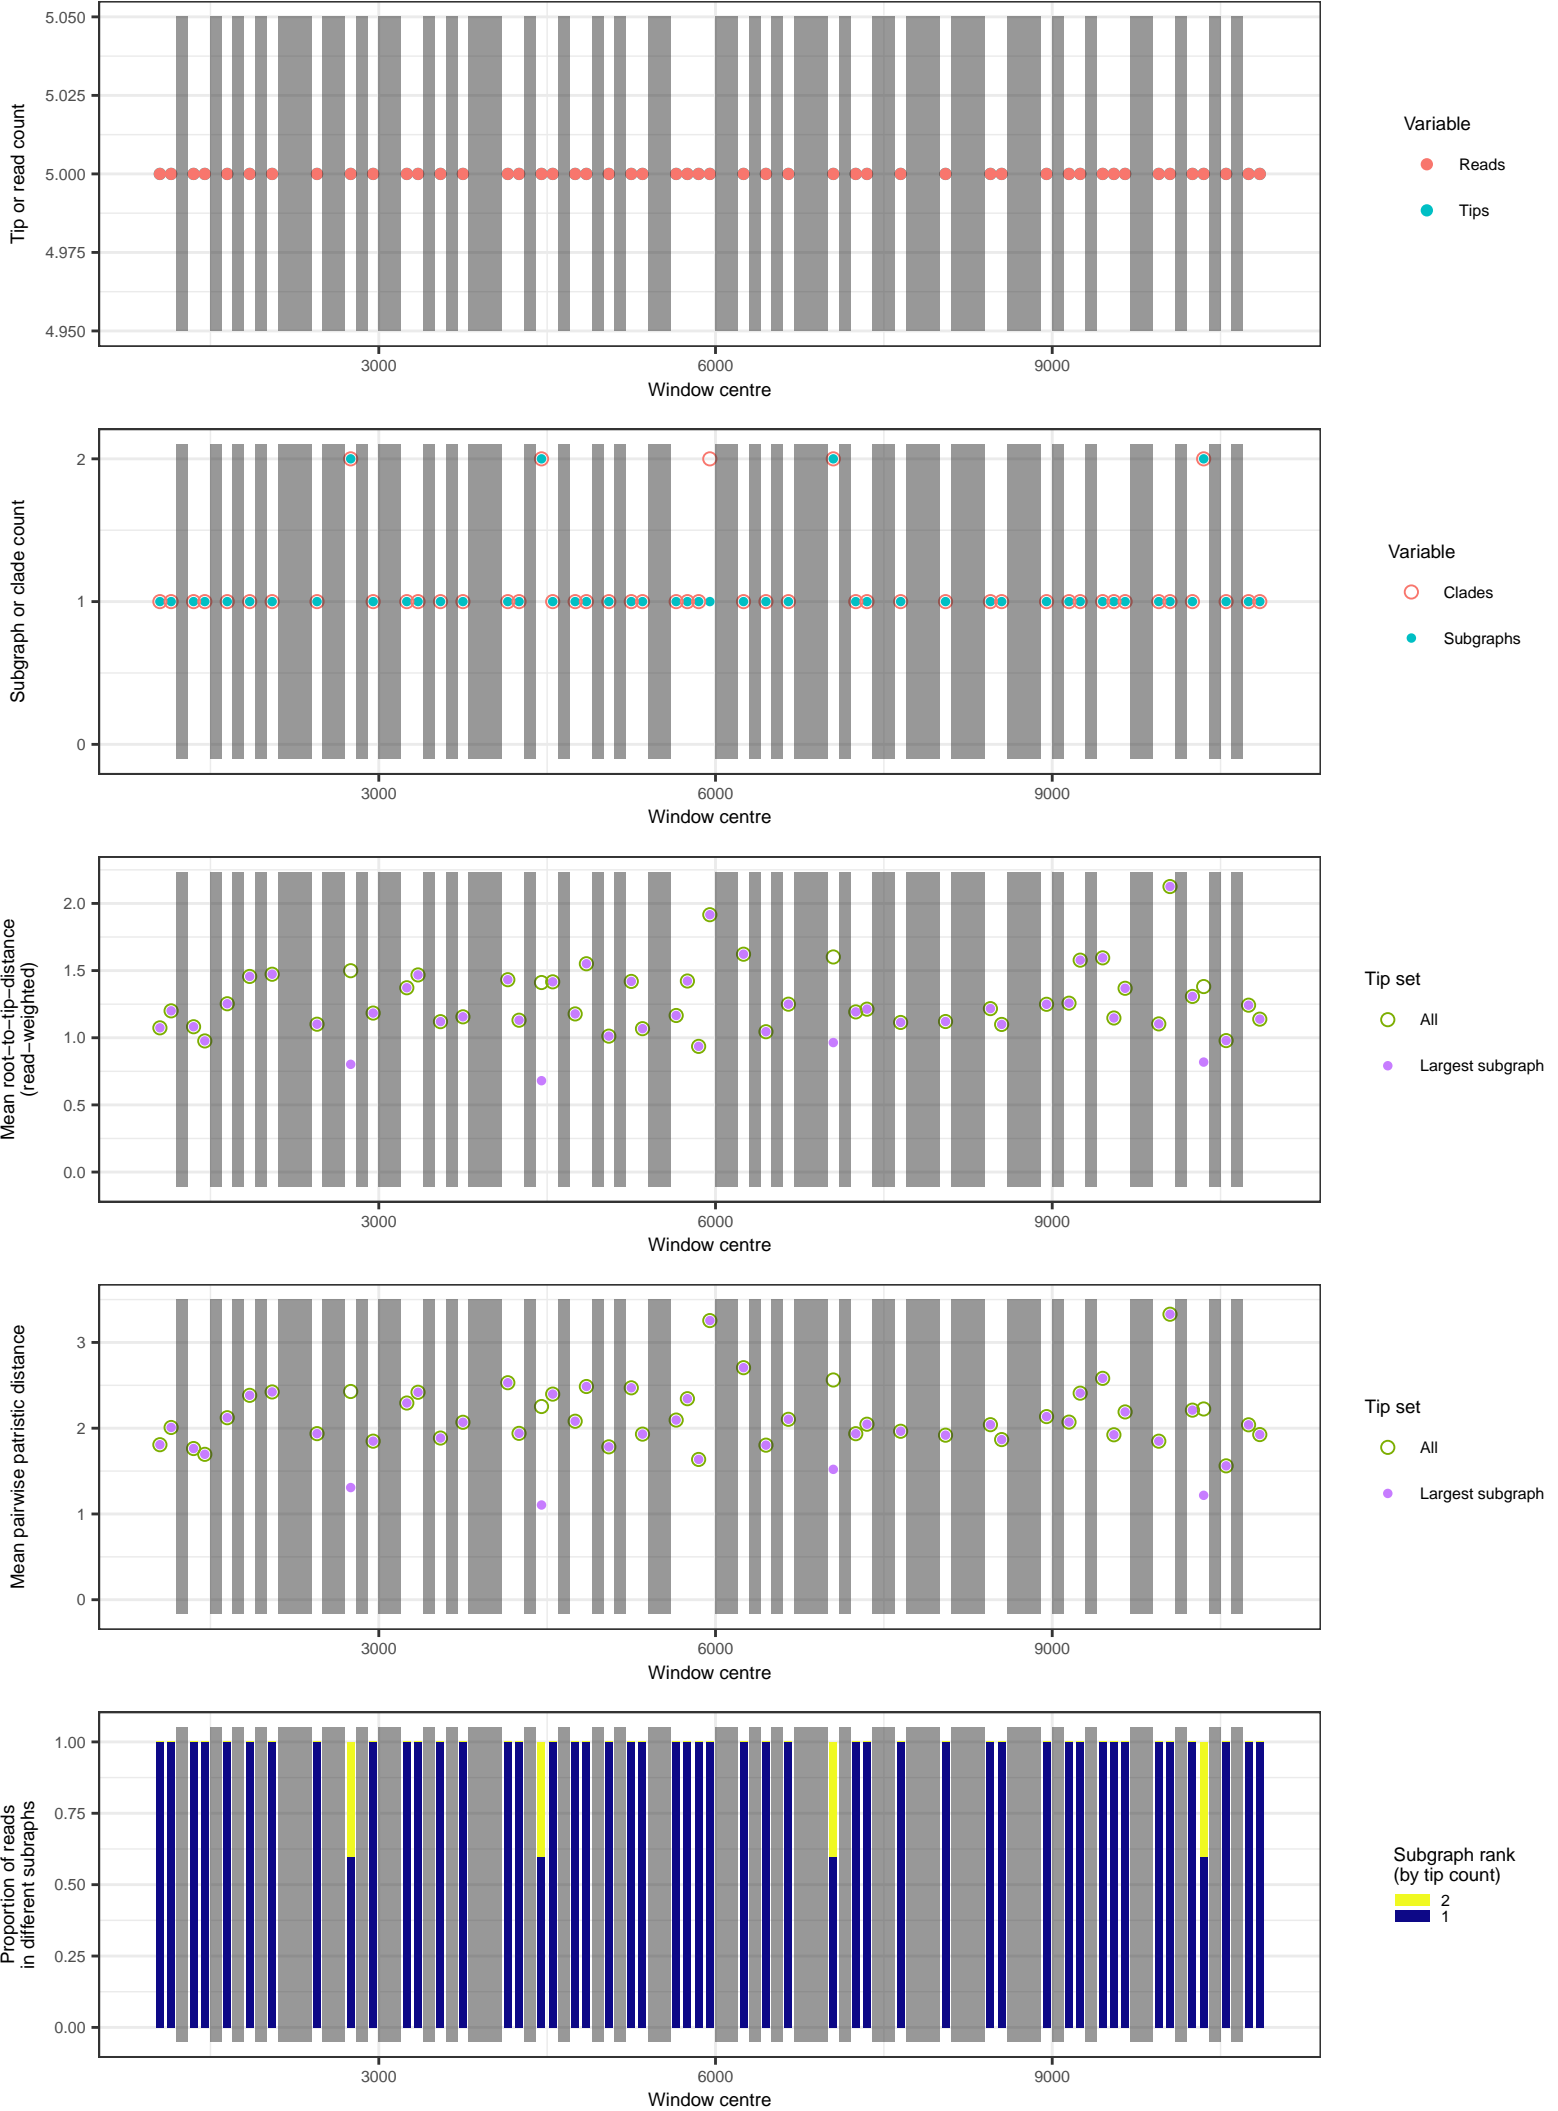 5.050
5.025
5.000
4.975
4.950
Tip or read count
3000
6000
9000
Window centre
Variable
Reads
Tips
2
1
0
Subgraph or clade count
3000
6000
9000
Window centre
Variable
Clades
Subgraphs
2.0
1.5
1.0
0.5
0.0
Mean root−to−tip−distance
(read−weighted)
3000
6000
9000
Window centre
Tip set
All
Largest subgraph
3
2
1
0
Mean pairwise patristic distance
3000
6000
9000
Window centre
Tip set
All
Largest subgraph
1.00
0.75
0.50
0.25
0.00
Proportion of reads
in different subraphs
3000
6000
9000
Window centre
Subgraph rank
(by tip count)
2
1